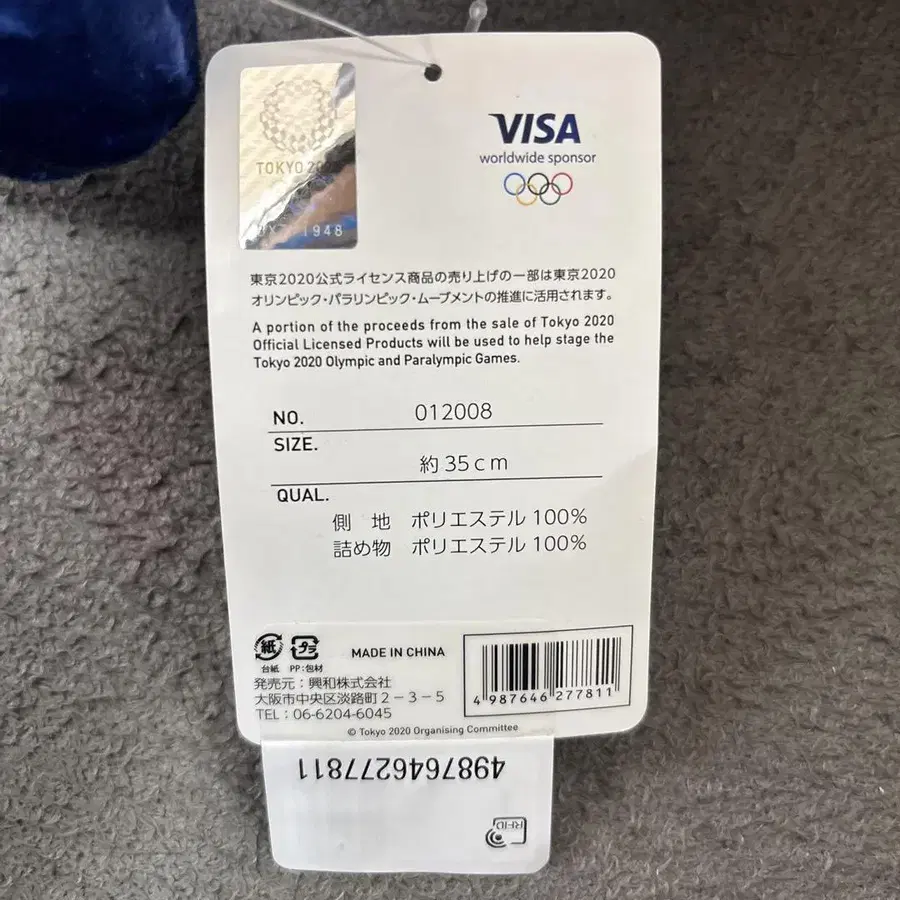 TOKYO 20
1948
VISA
worldwide sponsor
東京2020公式ライセンス商品の売り上げの一部は東京2020
オリンピック・パラリンピック・ムーブメントの推進に活用されます。
A portion of the proceeds from the sale of Tokyo 2020
Official Licensed Products will be used to help stage the
Tokyo 2020 Olympic and Paralympic Games.
NO. 012008
SIZE.
約35cm
QUAL.
側 地 ポリエステル 100%
詰め物 ポリエステル 100%
紙 プラ MADE IN CHINA
台紙 PP:包材
発売元:興和株式会社
大阪市中央区淡路町2-3-5
TEL:06-6204-6045
4 987646 277811
© Tokyo 2020 Organising Committee
4987646277811
RFID